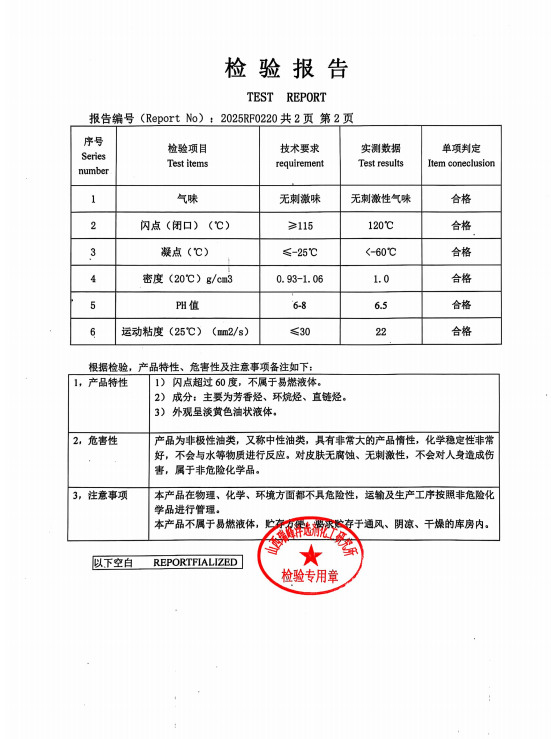 检 验 报 告
TEST REPORT
报告编号（Report No）：2025RF0220 共 2 页 第 2 页
序号 Series number 检验项目 Test items 技术要求 requirement 实测数据 Test results 单项判定 Item coneclusion
1 气味 无刺激味 无刺激性气味 合格
2 闪点（闭口）（℃） ≥115 120℃ 合格
3 凝点（℃） ≤-25℃ <-60℃ 合格
4 密度（20℃）g/cm3 0.93-1.06 1.0 合格
5 PH 值 6-8 6.5 合格
6 运动粘度（25℃）（mm2/s） ≤30 22 合格
根据检验，产品特性、危害性及注意事项备注如下：
1，产品特性 1） 闪点超过 60 度，不属于易燃液体。
2） 成分：主要为芳香烃、环烷烃、直链烃。
3） 外观呈淡黄色油状液体。
2，危害性 产品为非极性油类，又称中性油类，具有非常大的产品惰性，化学稳定性非常
好，不会与水等物质进行反应。对皮肤无腐蚀、无刺激性，不会对人身造成伤
害，属于非危险化学品。
3，注意事项 本产品在物理、化学、环境方面都不具危险性，运输及生产工序按照非危险化
学品进行管理。
本产品不属于易燃液体，贮存方便，要求贮存于通风、阴凉、干燥的库房内。
以下空白 REPORTFIALIZED
检验专用章